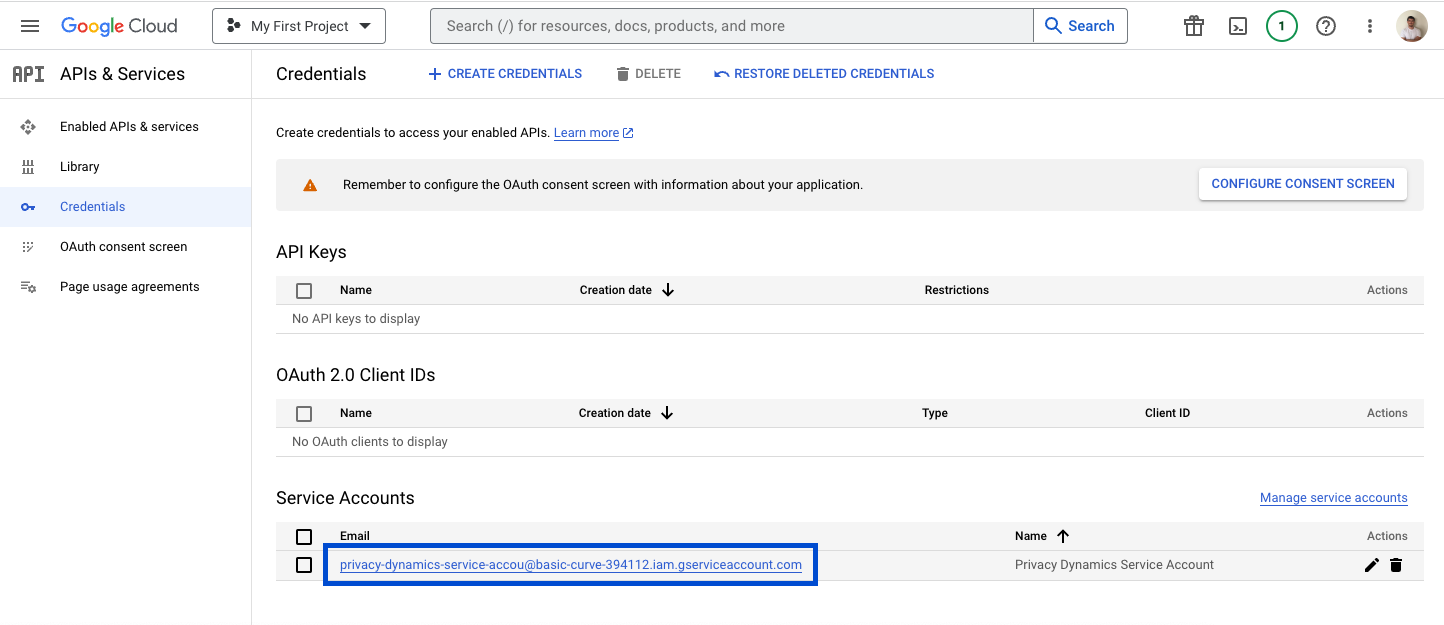 Google Cloud My First Project Search (/) for resources, docs, products, and more Search 1
API APIs & Services Credentials CREATE CREDENTIALS DELETE RESTORE DELETED CREDENTIALS
Enabled APIs & services
Library
Credentials
OAuth consent screen
Page usage agreements
Create credentials to access your enabled APIs. Learn more
Remember to configure the OAuth consent screen with information about your application. CONFIGURE CONSENT SCREEN
API Keys
Name Creation date Restrictions Actions
No API keys to display
OAuth 2.0 Client IDs
Name Creation date Type Client ID Actions
No OAuth clients to display
Service Accounts Manage service accounts
Email Name Actions
privacy-dynamics-service-accou@basic-curve-394112.iam.gserviceaccount.com Privacy Dynamics Service Account